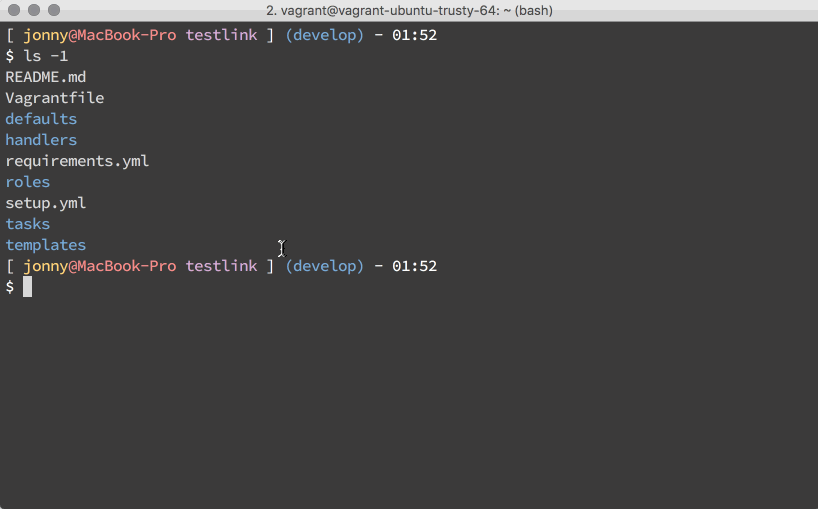 2. vagrant@vagrant-ubuntu-trusty-64: ~ (bash)
[ jonny@MacBook-Pro testlink ] (develop) - 01:52
$ ls -1
README.md
Vagrantfile
defaults
handlers
requirements.yml
roles
setup.yml
tasks
templates
[ jonny@MacBook-Pro testlink ] (develop) - 01:52
$